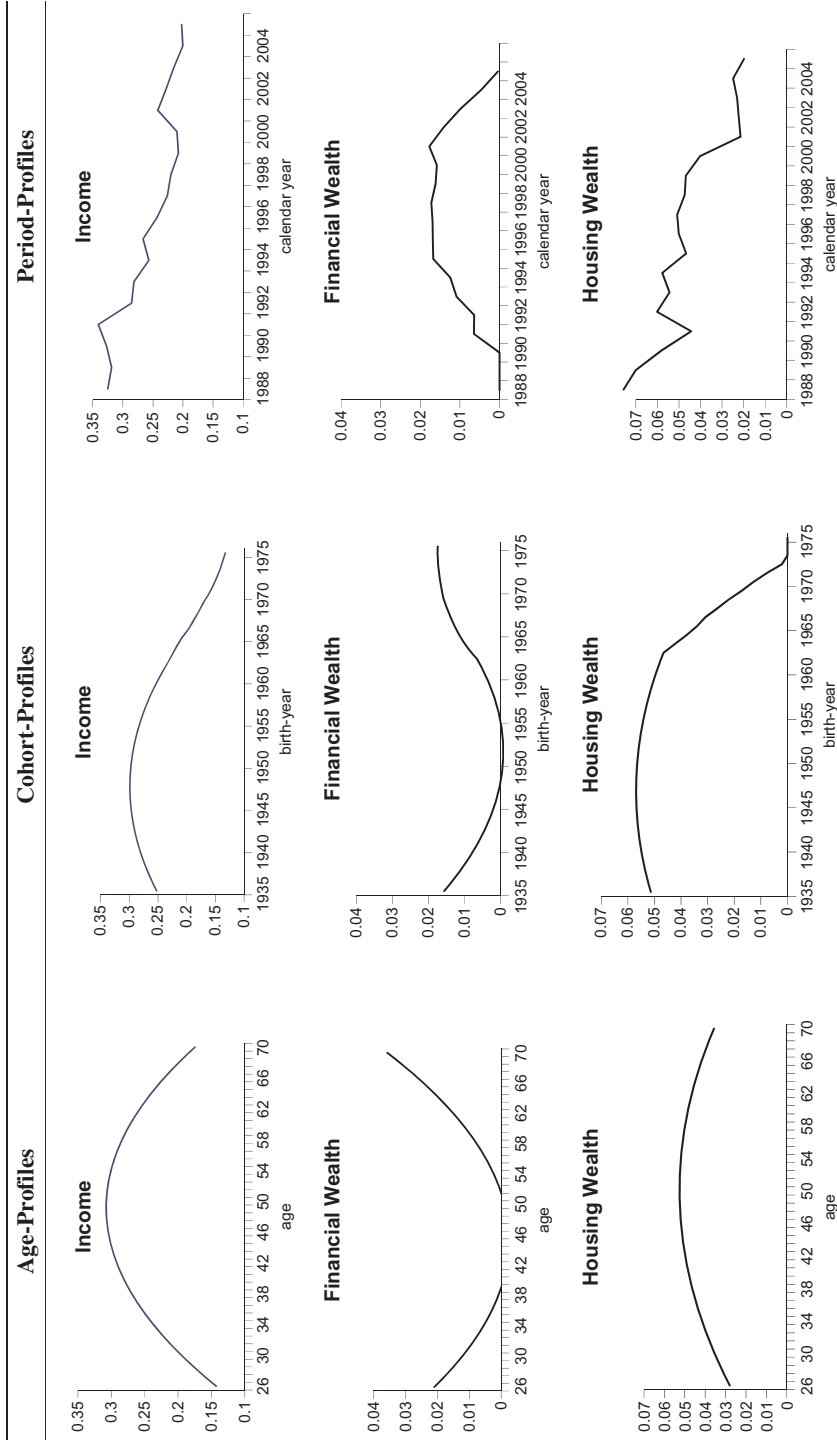 Age-Profiles Cohort-Profiles Period-Profiles
Income
0.35
0.3
0.25
0.2
0.15
0.1
26 30 34 38 42 46 50 54 58 62 66 70
age
Income
0.35
0.3
0.25
0.2
0.15
0.1
1935 1940 1945 1950 1955 1960 1965 1970 1975
birth-year
Income
0.35
0.3
0.25
0.2
0.15
0.1
1988 1990 1992 1994 1996 1998 2000 2002 2004
calendar year
Financial Wealth
0.04
0.03
0.02
0.01
0
26 30 34 38 42 46 50 54 58 62 66 70
age
Financial Wealth
0.04
0.03
0.02
0.01
0
1935 1940 1945 1950 1955 1960 1965 1970 1975
birth-year
Financial Wealth
0.04
0.03
0.02
0.01
0
1988 1990 1992 1994 1996 1998 2000 2002 2004
calendar year
Housing Wealth
0.07
0.06
0.05
0.04
0.03
0.02
0.01
0
26 30 34 38 42 46 50 54 58 62 66 70
age
Housing Wealth
0.07
0.06
0.05
0.04
0.03
0.02
0.01
0
1935 1940 1945 1950 1955 1960 1965 1970 1975
birth-year
Housing Wealth
0.07
0.06
0.05
0.04
0.03
0.02
0.01
0
1988 1990 1992 1994 1996 1998 2000 2002 2004
calendar year